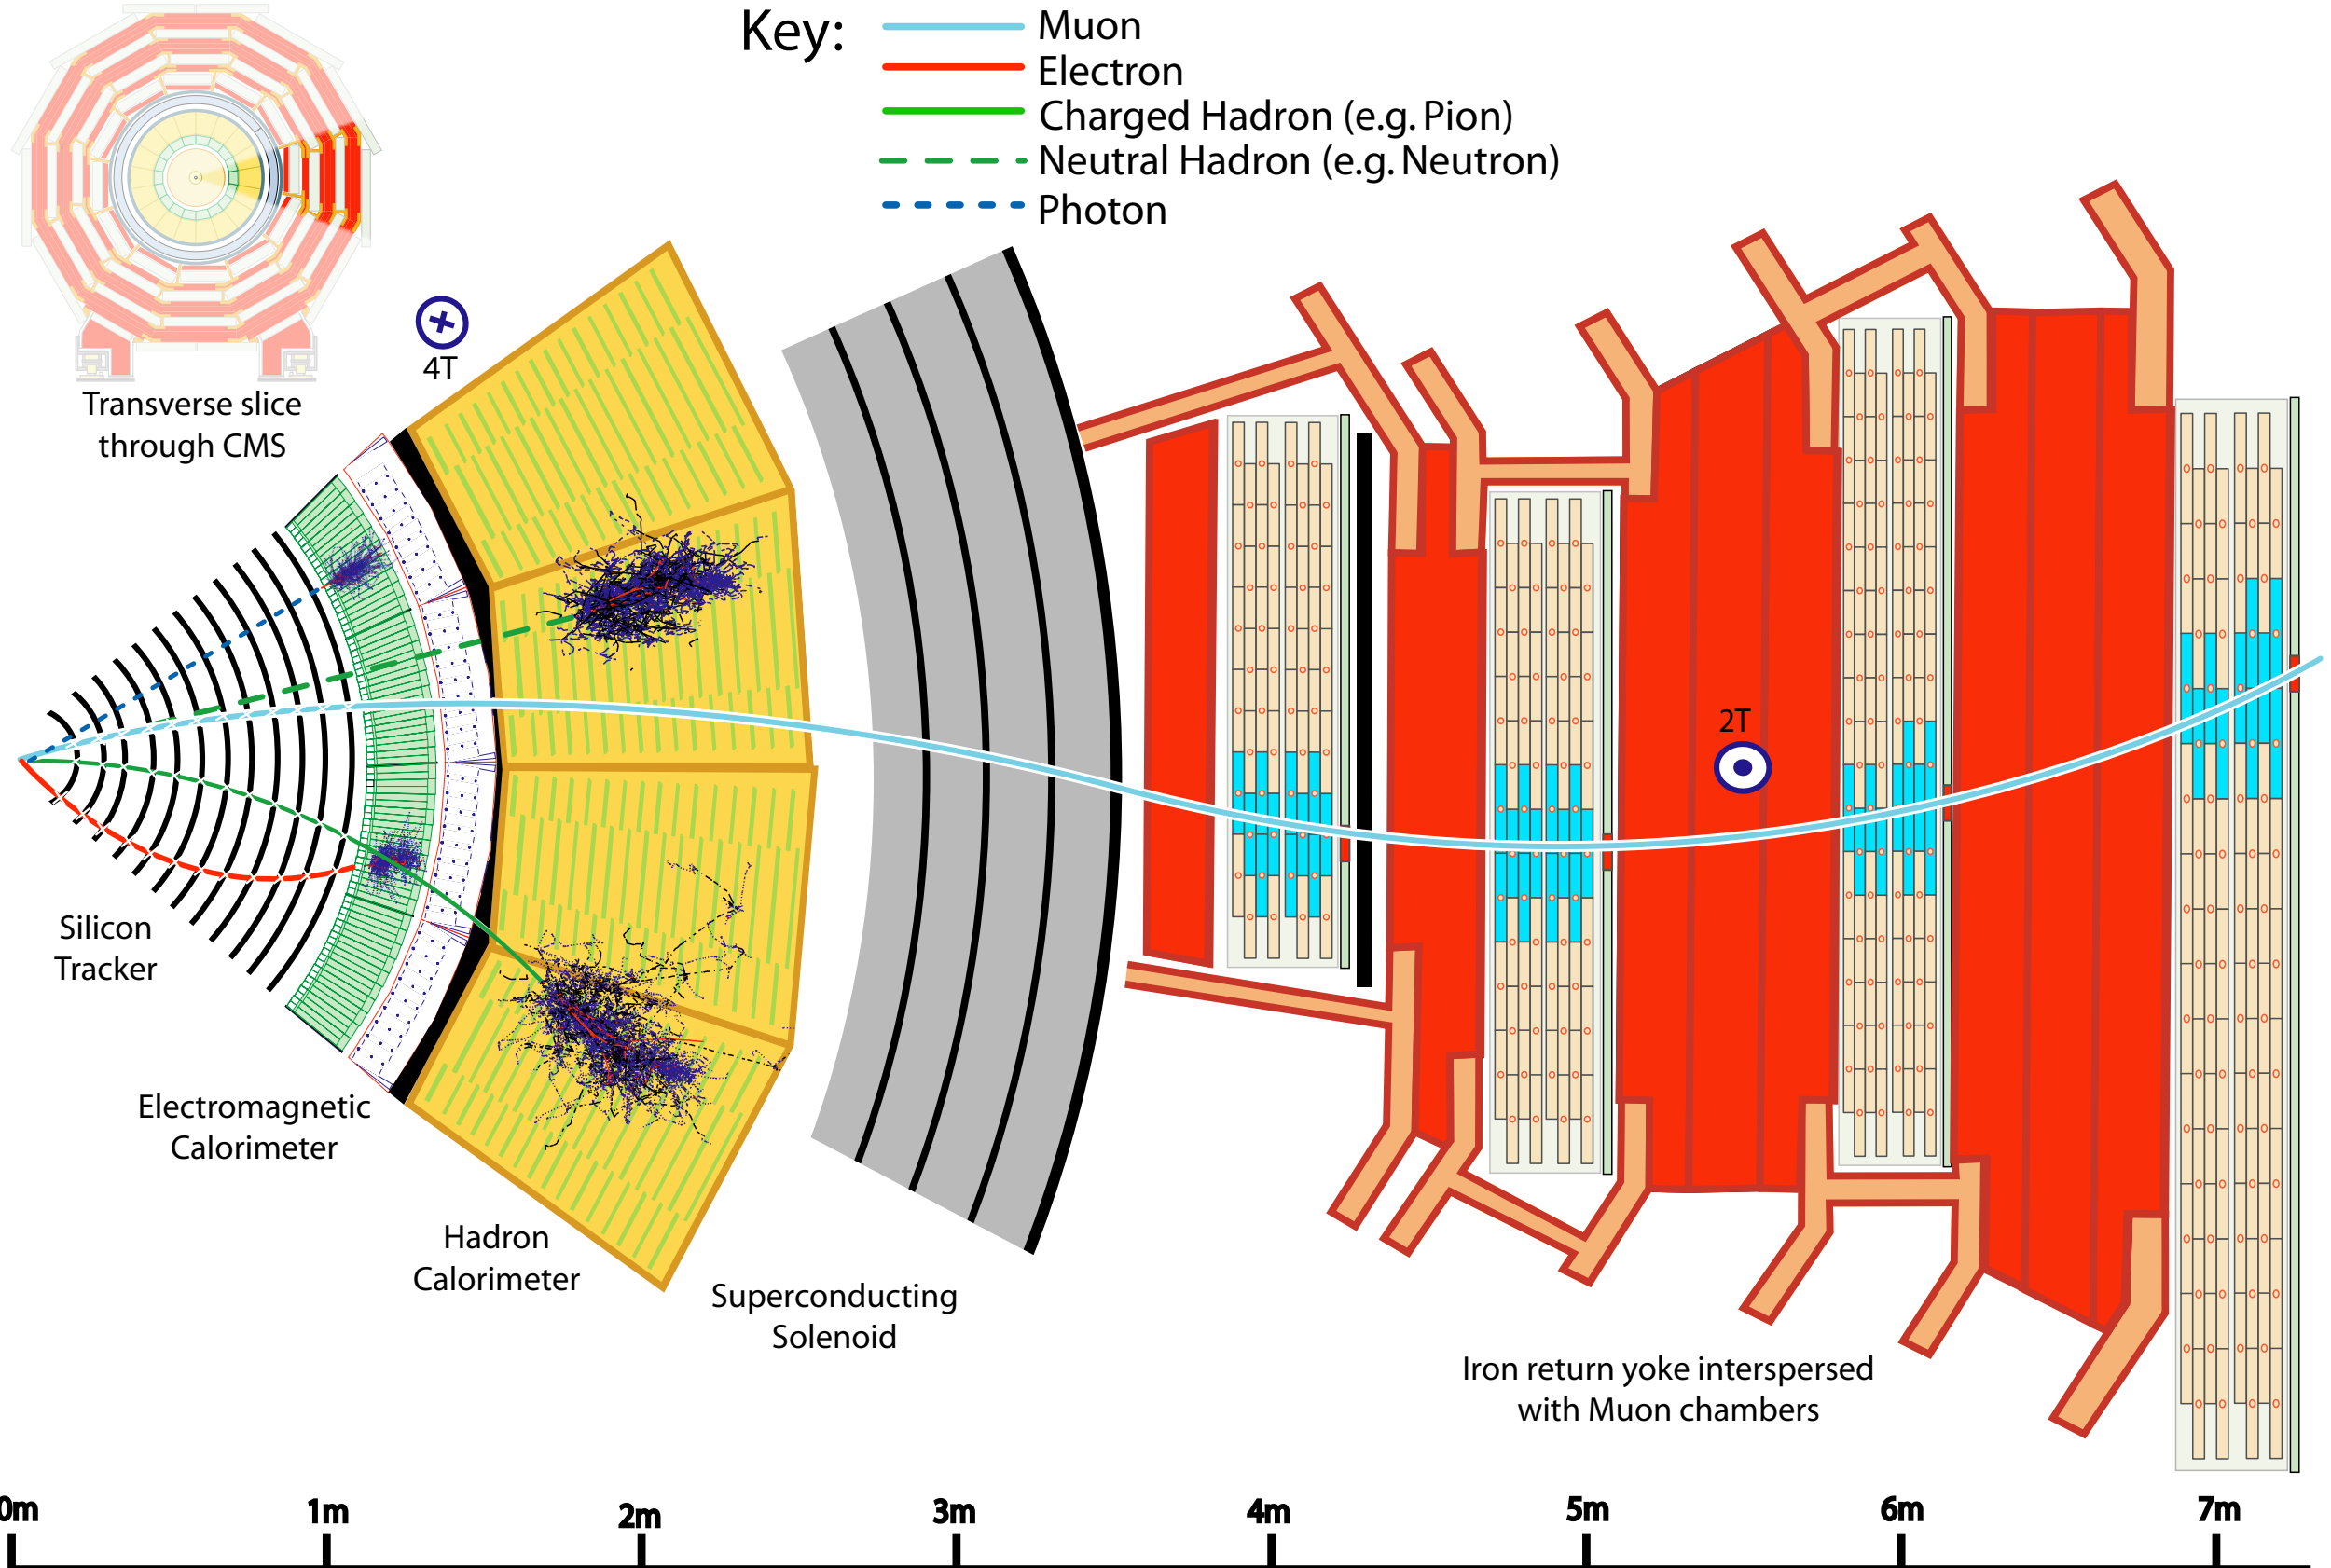 Key:
Muon
Electron
Charged Hadron (e.g. Pion)
Neutral Hadron (e.g. Neutron)
Photon
Transverse slice
through CMS
4T
2T
Silicon
Tracker
Electromagnetic
Calorimeter
Hadron
Calorimeter
Superconducting
Solenoid
Iron return yoke interspersed
with Muon chambers
0m 1m 2m 3m 4m 5m 6m 7m